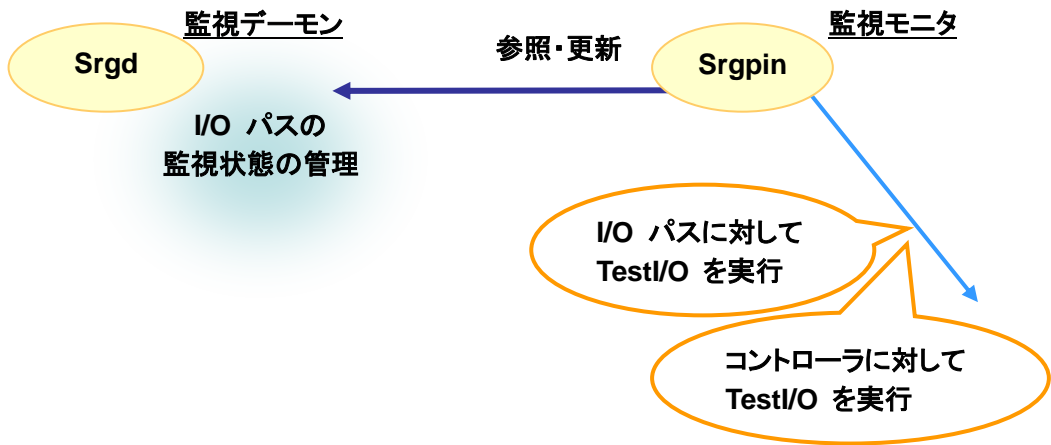 監視デーモン
Srgd
I/O パスの
監視状態の管理
参照・更新
監視モニタ
Srgpin
I/O パスに対して
TestI/O を実行
コントローラに対して
TestI/O を実行